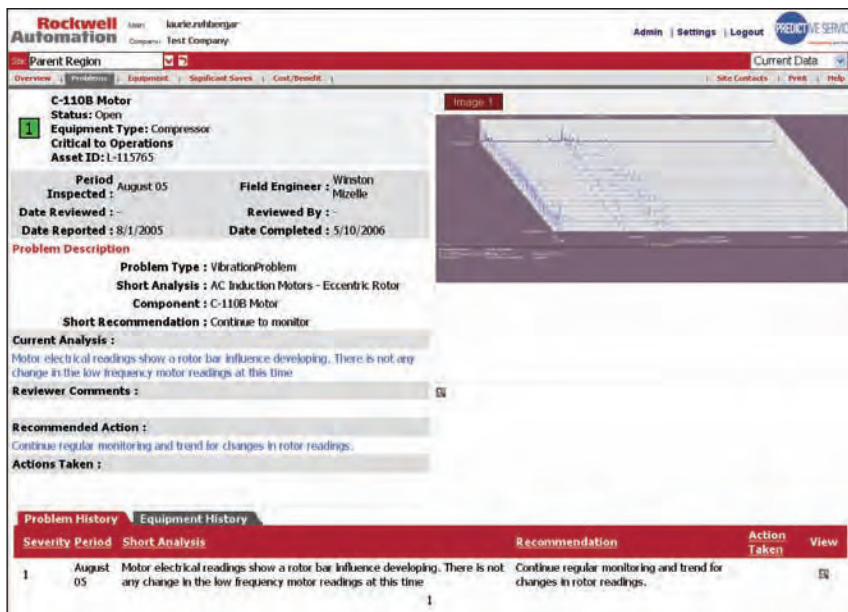 Rockwell Automation
User: laurie.rohbergar
Company: Test Company
Admin | Settings | Logout
PREDICTIVE SERVIC
Site: Parent Region
Current Data
Overview | Problems | Equipment | Significant Saves | Cost/Benefit |
| Site Contacts | Print | Help
C-110B Motor
Status: Open
1
Equipment Type: Compressor
Critical to Operations
Asset ID: L-115765
Image 1
Period Inspected : August 05
Field Engineer : Winston Mizelle
Date Reviewed : -
Reviewed By : -
Date Reported : 8/1/2005
Date Completed : 5/10/2006
Problem Description
Problem Type : VibrationProblem
Short Analysis : AC Induction Motors - Eccentric Rotor
Component : C-110B Motor
Short Recommendation : Continue to monitor
Current Analysis :
Motor electrical readings show a rotor bar influence developing. There is not any
change in the low frequency motor readings at this time
Reviewer Comments :
Recommended Action :
Continue regular monitoring and trend for changes in rotor readings.
Actions Taken :
Problem History
Equipment History
Severity Period Short Analysis Recommendation Action Taken View
1 August 05
Motor electrical readings show a rotor bar influence developing. There is not
any change in the low frequency motor readings at this time
Continue regular monitoring and trend for
changes in rotor readings.
1